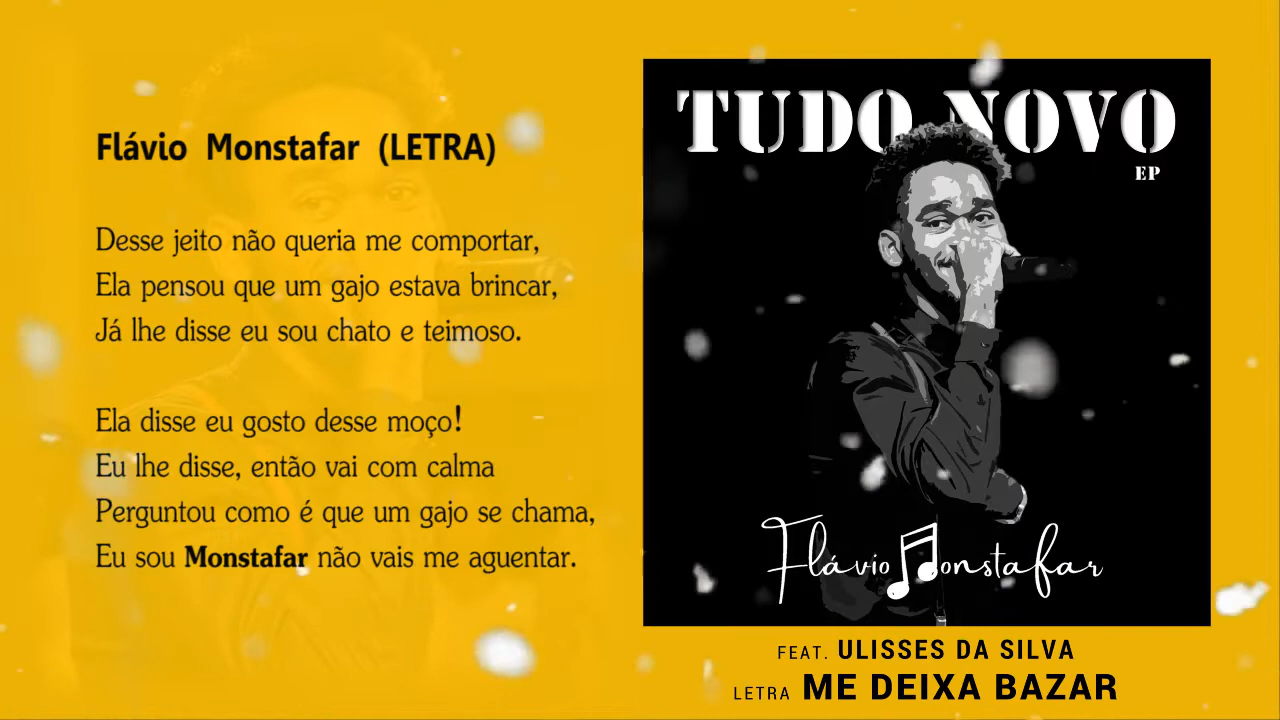 Flávio Monstafar (LETRA)
Desse jeito não queria me comportar,
Ela pensou que um gajo estava brincar,
Já lhe disse eu sou chato e teimoso.
Ela disse eu gosto desse moço!
Eu lhe disse, então vai com calma
Perguntou como é que um gajo se chama,
Eu sou Monstafar não vais me aguentar.
TUDO NOVO
EP
Flávio Monstafar
FEAT. ULISSES DA SILVA
LETRA ME DEIXA BAZAR